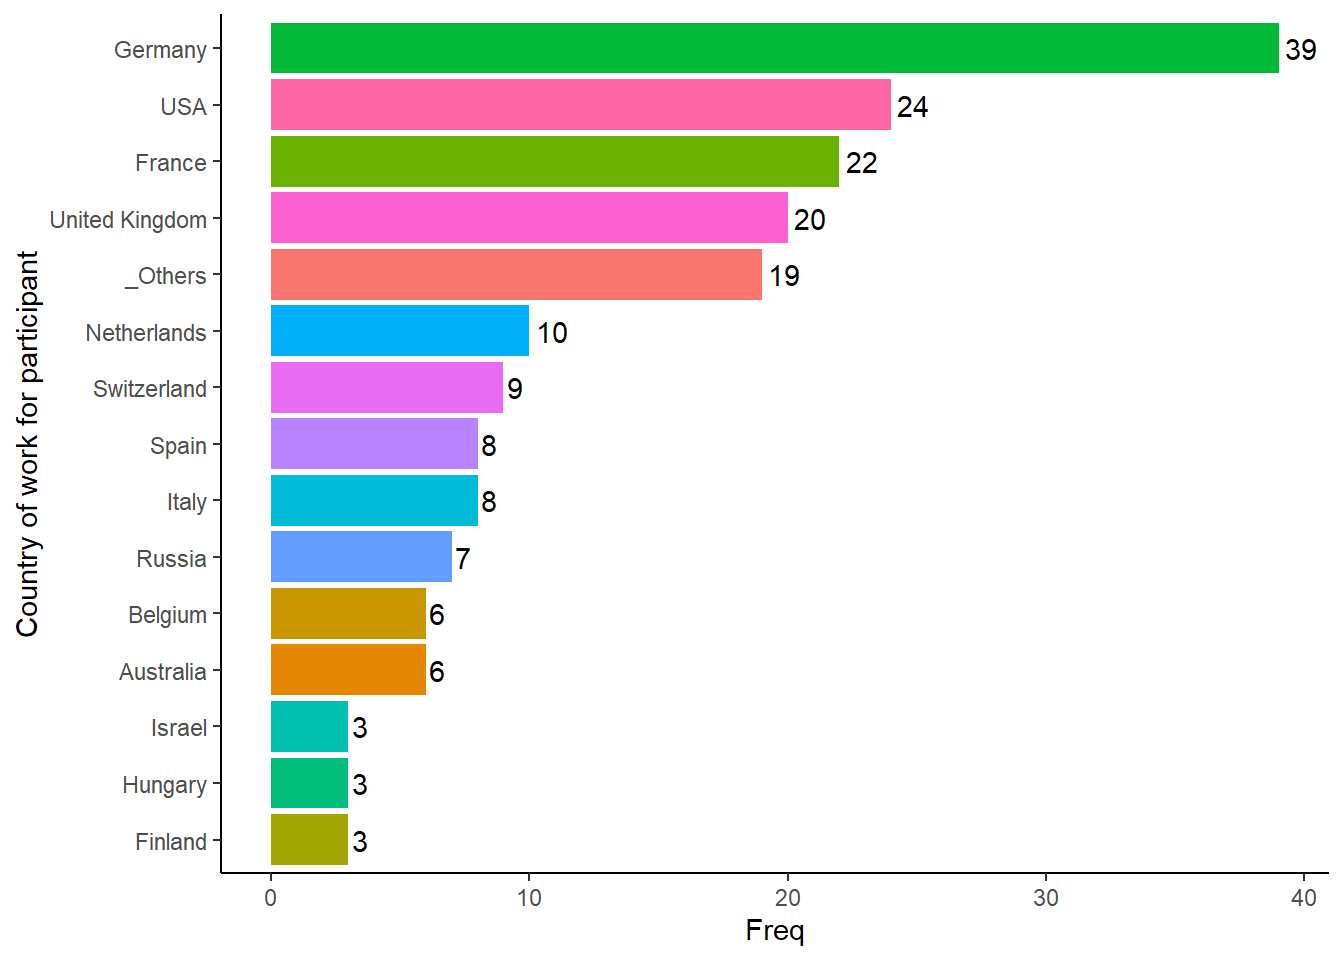 Country of work for participant
Germany 39
USA 24
France 22
United Kingdom 20
_Others 19
Netherlands 10
Switzerland 9
Spain 8
Italy 8
Russia 7
Belgium 6
Australia 6
Israel 3
Hungary 3
Finland 3
0 10 20 30 40
Freq